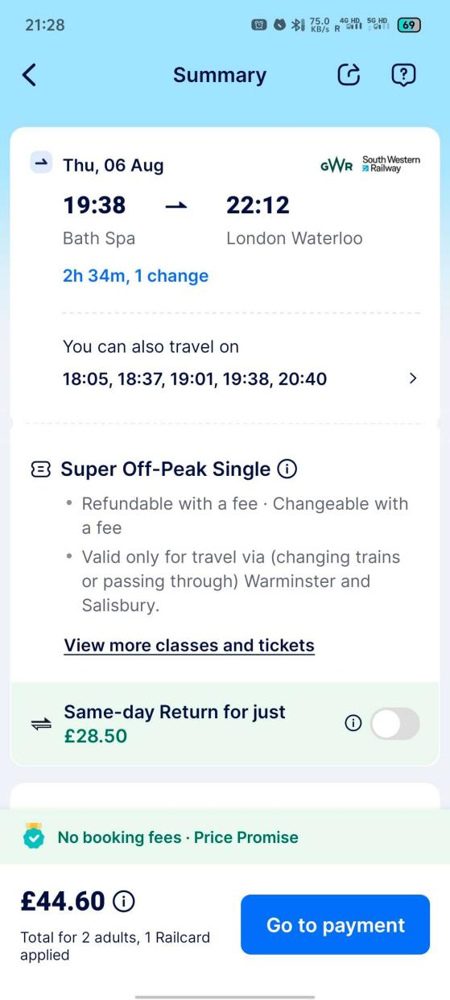 21:28
75.0 KB/s R 4G HD 5G HD 69
Summary
Thu, 06 Aug
GWR South Western Railway
19:38 → 22:12
Bath Spa London Waterloo
2h 34m, 1 change
You can also travel on
18:05, 18:37, 19:01, 19:38, 20:40
Super Off-Peak Single
• Refundable with a fee · Changeable with
a fee
• Valid only for travel via (changing trains
or passing through) Warminster and
Salisbury.
View more classes and tickets
Same-day Return for just
£28.50
No booking fees · Price Promise
£44.60
Total for 2 adults, 1 Railcard
applied
Go to payment